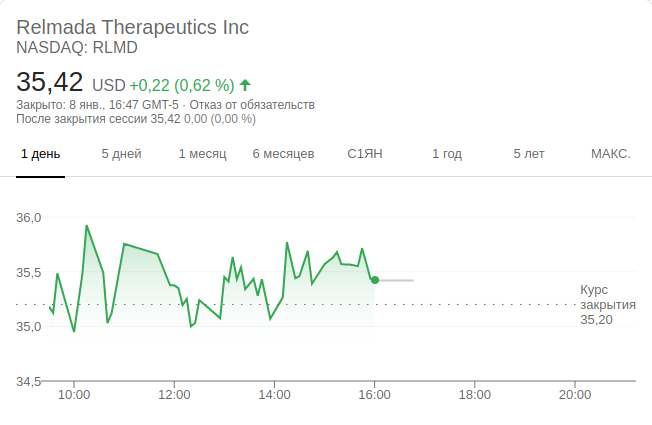 Relmada Therapeutics Inc
NASDAQ: RLMD
35,42 USD +0,22 (0,62 %)
Закрыто: 8 янв., 16:47 GMT-5 · Отказ от обязательств
После закрытия сессии 35,42 0,00 (0,00 %)
1 день 5 дней 1 месяц 6 месяцев С1ЯН 1 год 5 лет МАКС.
36,0
35,5
Курс
закрытия
35,20
35,0
34,5
10:00 12:00 14:00 16:00 18:00 20:00